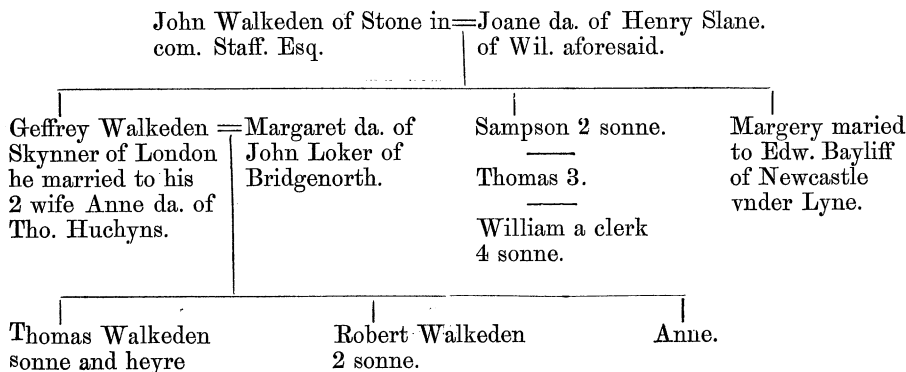 John Walkeden of Stone in=Joane da. of Henry Slane.
com. Staff. Esq. of Wil. aforesaid.
Geffrey Walkeden =Margaret da. of
Skynner of London John Loker of
he married to his Bridgenorth.
2 wife Anne da. of
Tho. Huchyns.
Sampson 2 sonne.
Thomas 3.
William a clerk
4 sonne.
Margery maried
to Edw. Bayliff
of Newcastle
vnder Lyne.
Thomas Walkeden
sonne and heyre
Robert Walkeden
2 sonne.
Anne.